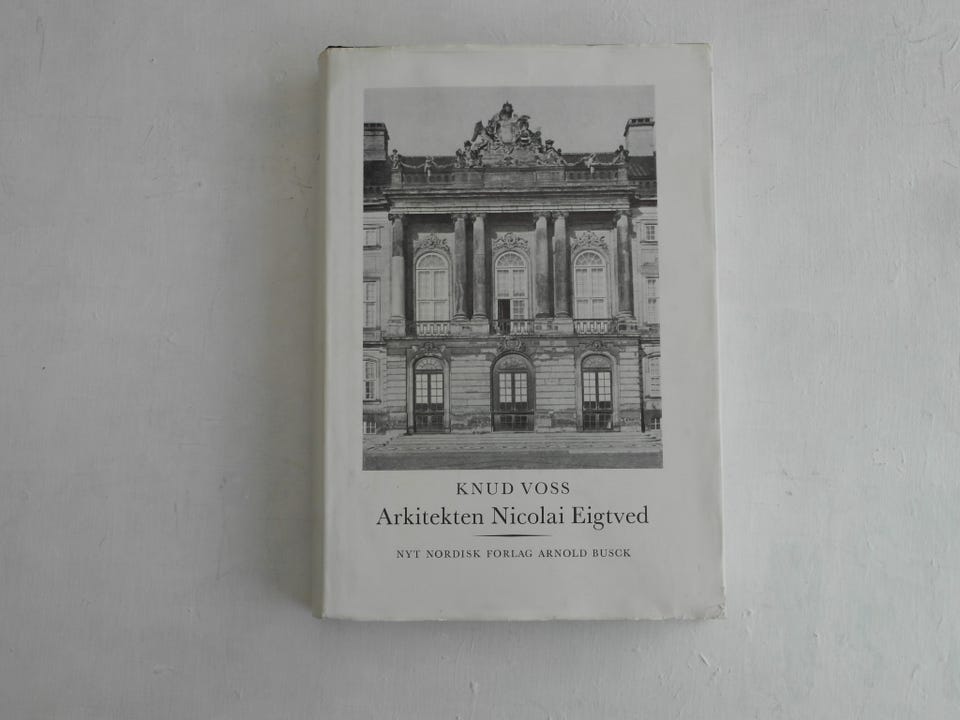 KNUD VOSS
Arkitekten Nicolai Eigtved
NYT NORDISK FORLAG ARNOLD BUSCK